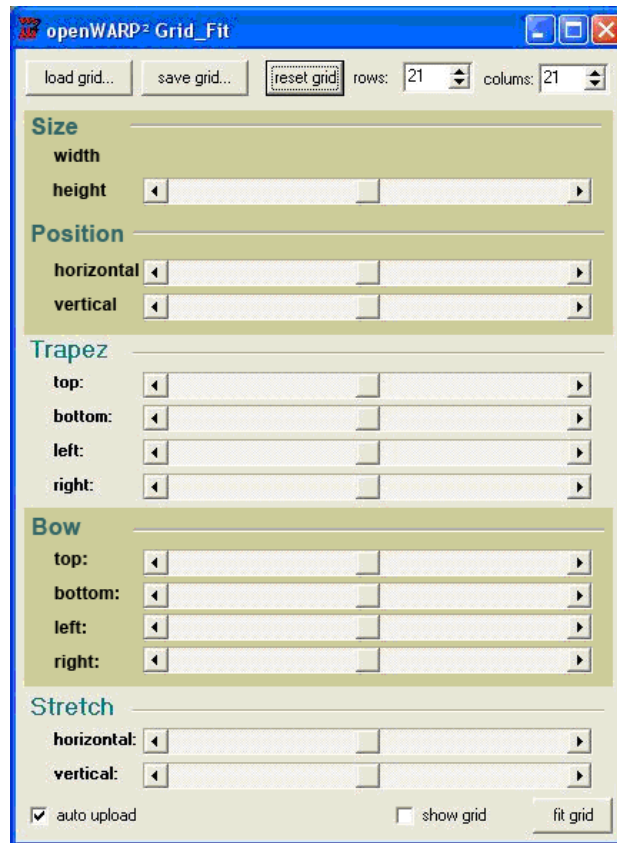 openWARP² Grid_Fit
load grid... save grid... reset grid rows: 21 colums: 21
Size
width
height
Position
horizontal
vertical
Trapez
top:
bottom:
left:
right:
Bow
top:
bottom:
left:
right:
Stretch
horizontal:
vertical:
auto upload show grid fit grid